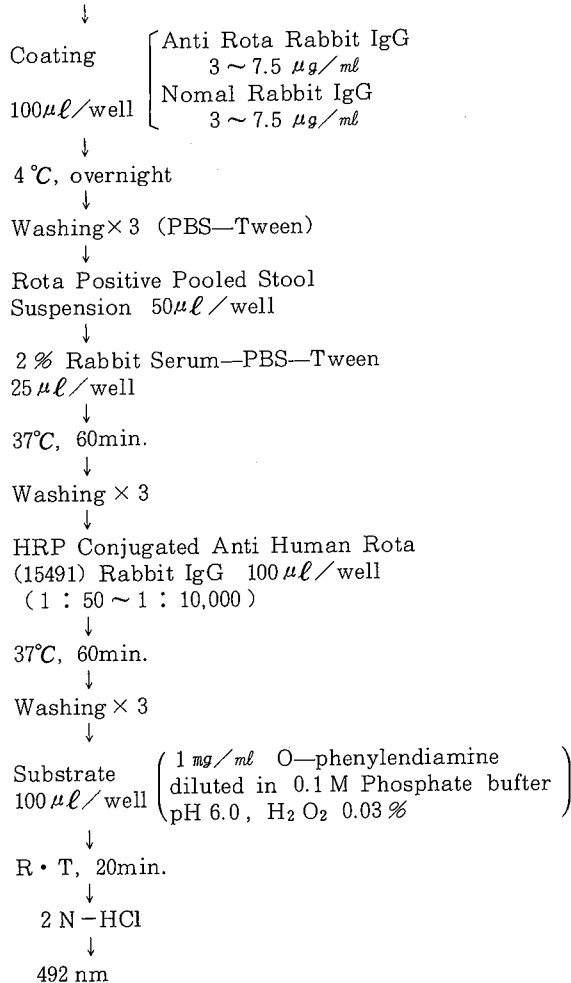 ↓
Coating
100μℓ/well
Anti Rota Rabbit IgG
3～7.5 μg/ml
Nomal Rabbit IgG
3～7.5 μg/ml
↓
4℃, overnight
↓
Washing×3 (PBS—Tween)
↓
Rota Positive Pooled Stool
Suspension 50μℓ/well
↓
2% Rabbit Serum—PBS—Tween
25μℓ/well
↓
37℃, 60min.
↓
Washing × 3
↓
HRP Conjugated Anti Human Rota
(15491) Rabbit IgG 100μℓ/well
(1：50～1：10,000)
↓
37℃, 60min.
↓
Washing × 3
↓
Substrate
100μℓ/well
1 mg/ml O—phenylendiamine
diluted in 0.1M Phosphate bufter
pH 6.0, H₂O₂ 0.03%
↓
R・T, 20min.
↓
2N－HCl
↓
492 nm